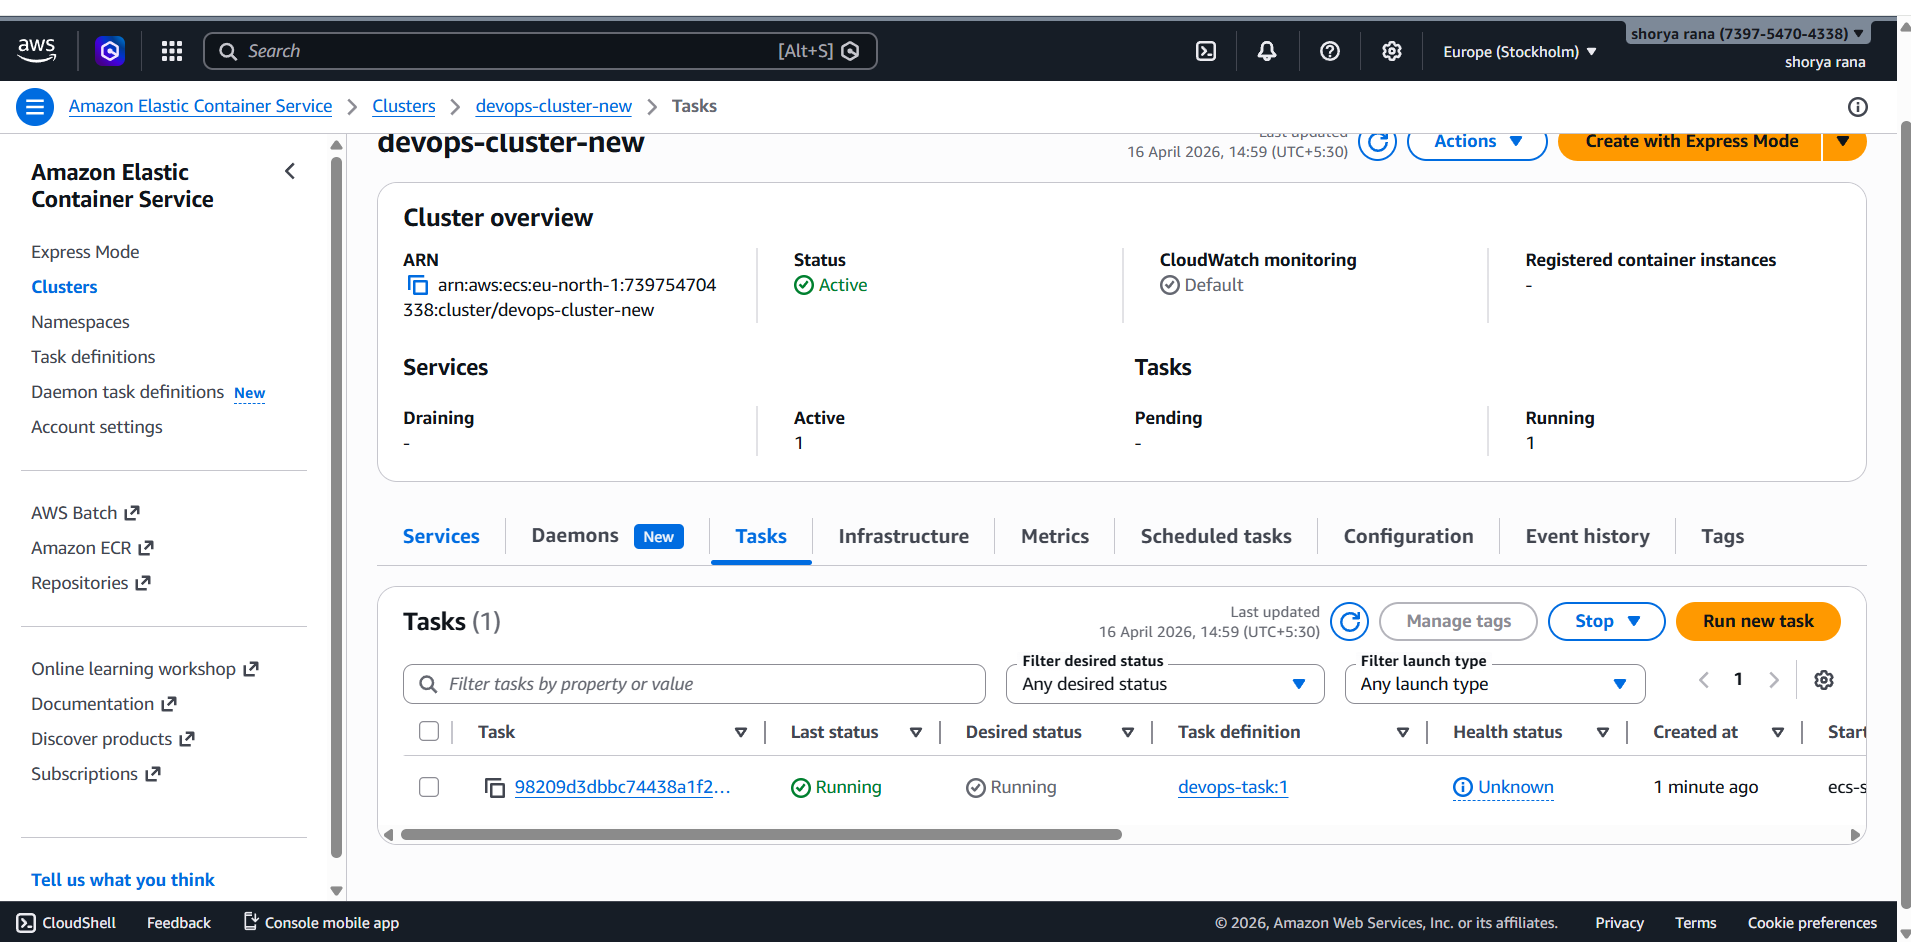 aws
Search
[Alt+S]
Europe (Stockholm)
shorya rana (7397-5470-4338)
shorya rana
Amazon Elastic Container Service
Clusters
devops-cluster-new
Tasks
Amazon Elastic
Container Service
Express Mode
Clusters
Namespaces
Task definitions
Daemon task definitions New
Account settings
AWS Batch
Amazon ECR
Repositories
Online learning workshop
Documentation
Discover products
Subscriptions
Tell us what you think
devops-cluster-new
Last updated
16 April 2026, 14:59 (UTC+5:30)
Actions
Create with Express Mode
Cluster overview
ARN
arn:aws:ecs:eu-north-1:739754704
338:cluster/devops-cluster-new
Status
Active
CloudWatch monitoring
Default
Registered container instances
-
Services
Draining
-
Active
1
Tasks
Pending
-
Running
1
Services
Daemons New
Tasks
Infrastructure
Metrics
Scheduled tasks
Configuration
Event history
Tags
Tasks (1)
Last updated
16 April 2026, 14:59 (UTC+5:30)
Manage tags
Stop
Run new task
Filter tasks by property or value
Filter desired status
Any desired status
Filter launch type
Any launch type
1
Task
Last status
Desired status
Task definition
Health status
Created at
Start
98209d3dbbc74438a1f2...
Running
Running
devops-task:1
Unknown
1 minute ago
ecs-s
CloudShell
Feedback
Console mobile app
© 2026, Amazon Web Services, Inc. or its affiliates.
Privacy
Terms
Cookie preferences